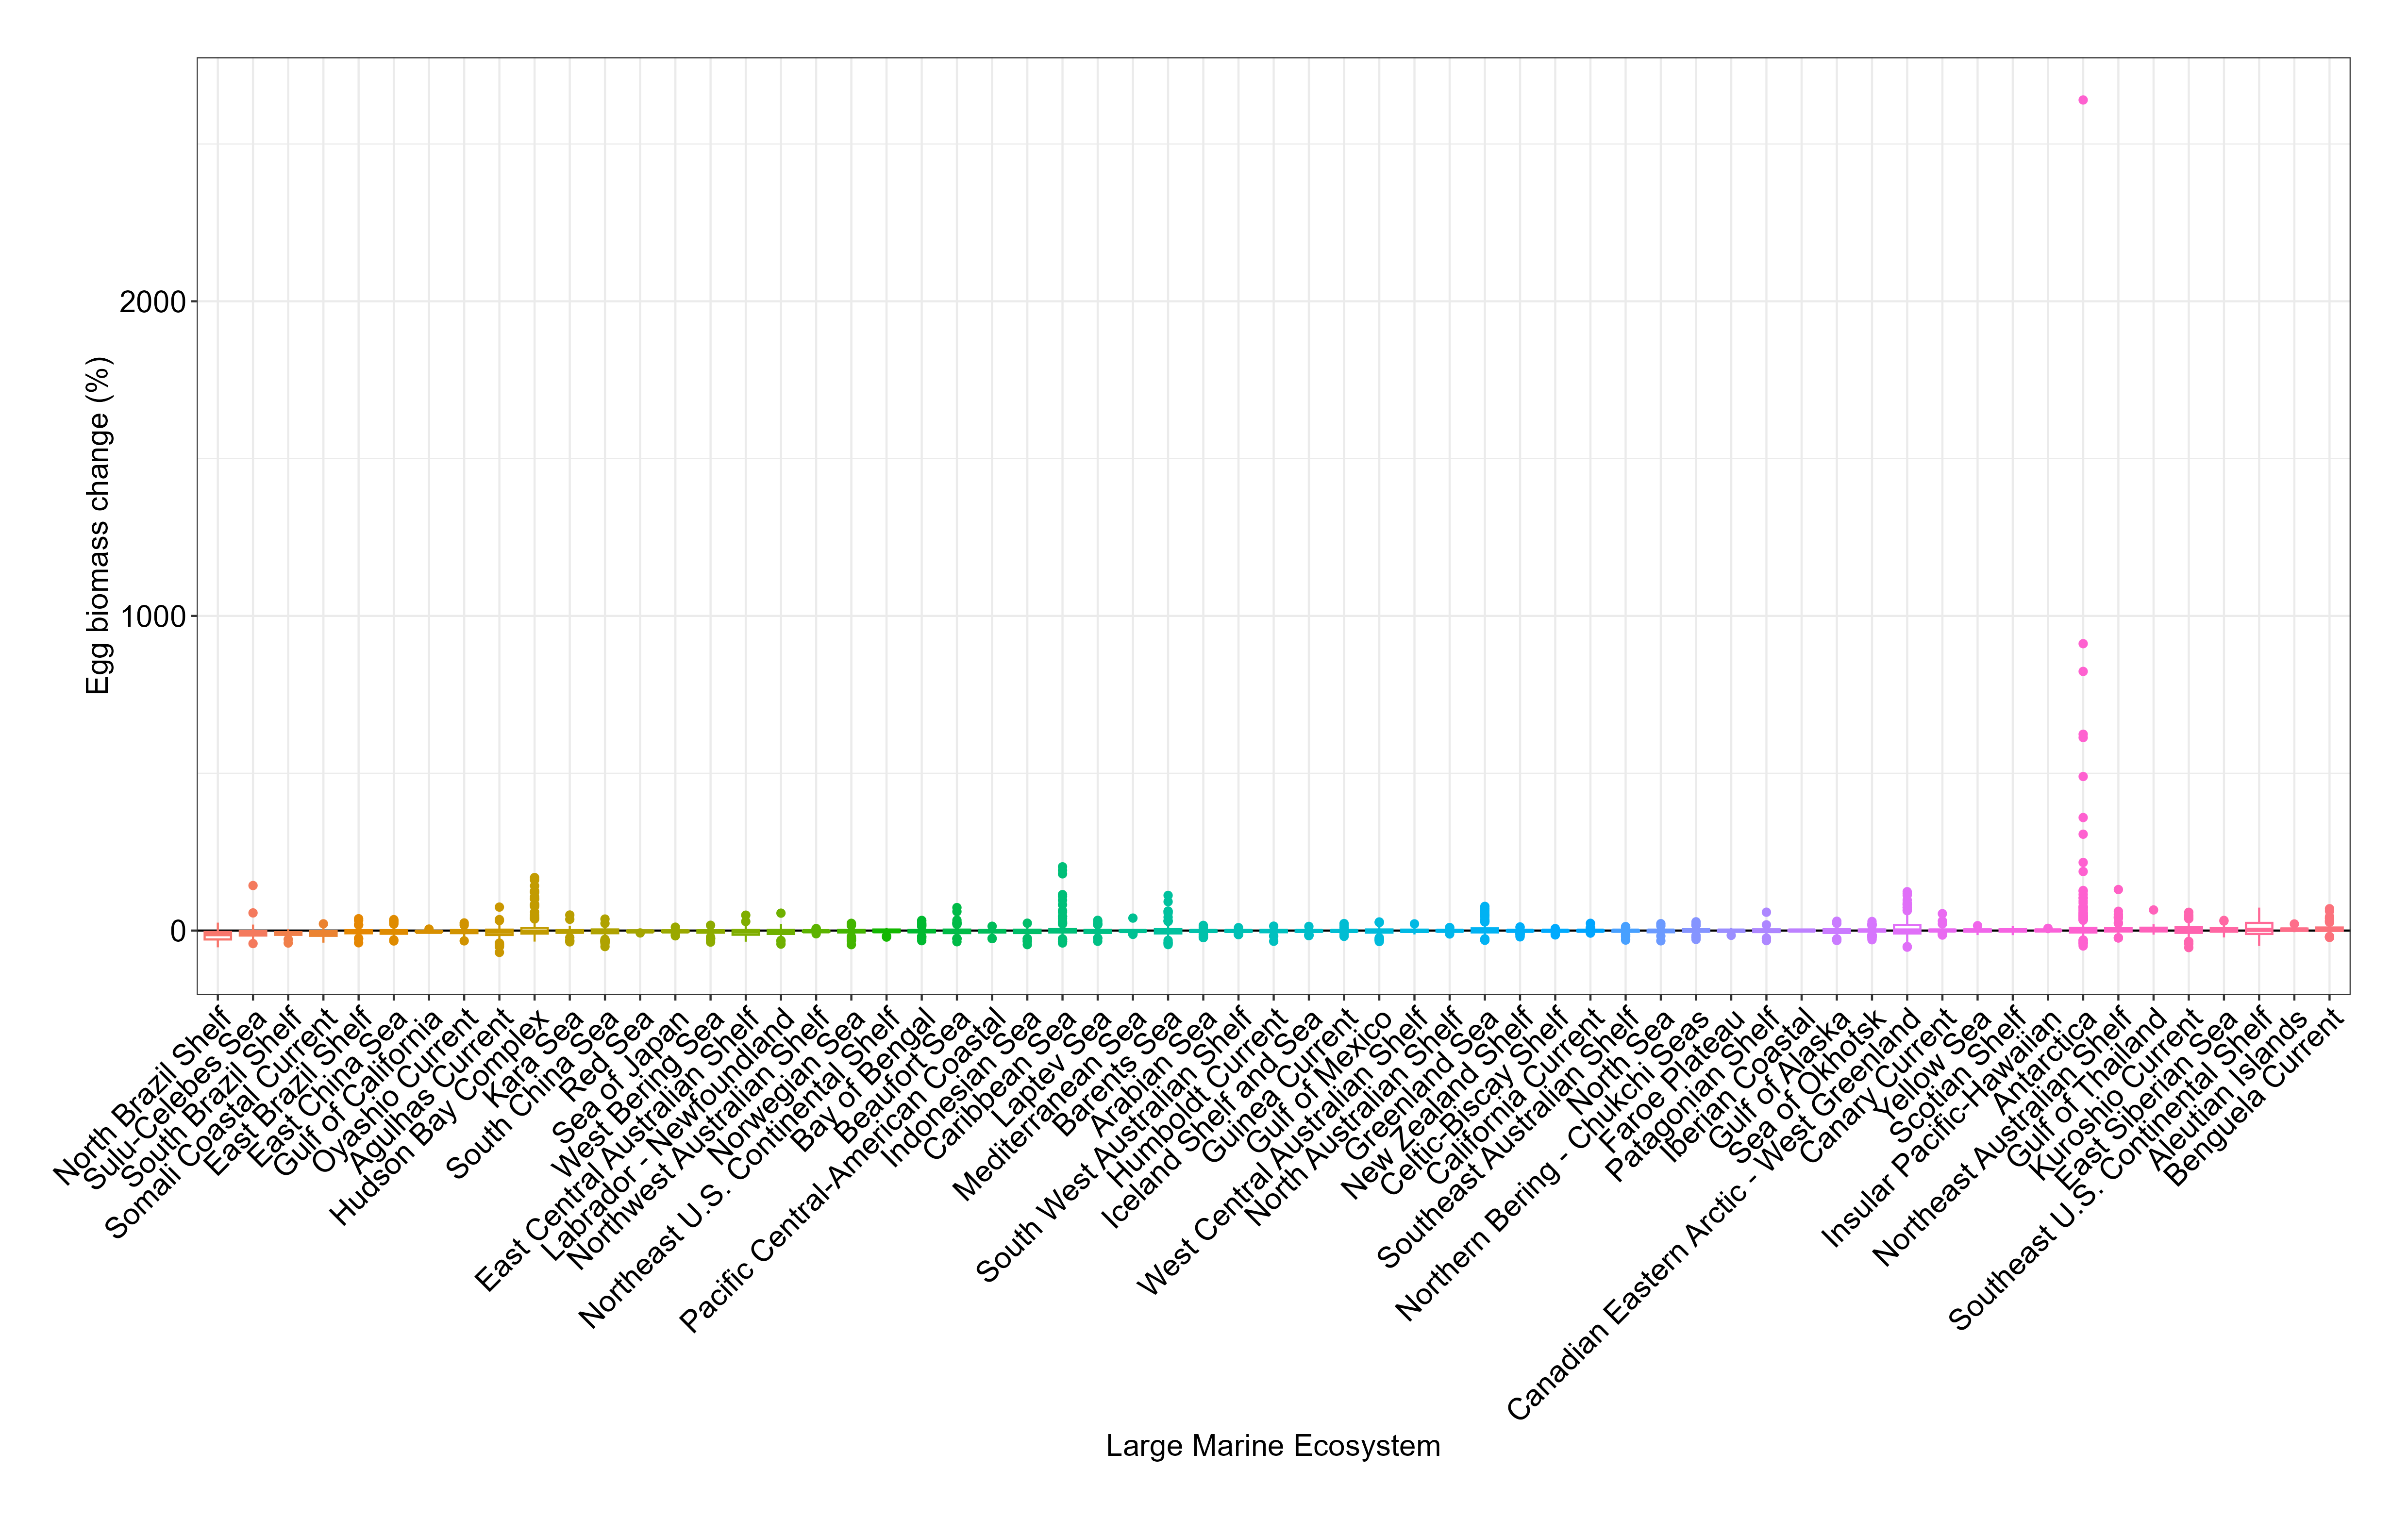 Egg biomass change (%)
2000
1000
0
North Brazil Shelf
Sulu-Celebes Sea
South Brazil Shelf
Somali Coastal Current
East Brazil Shelf
East China Sea
Gulf of California
Oyashio Current
Agulhas Current
Hudson Bay Complex
Kara Sea
South China Sea
Red Sea
Sea of Japan
West Bering Sea
East Central Australian Shelf
Labrador - Newfoundland
Northwest Australian Shelf
Norwegian Sea
Northeast U.S. Continental Shelf
Bay of Bengal
Beaufort Sea
Pacific Central-American Coastal
Indonesian Sea
Caribbean Sea
Laptev Sea
Mediterranean Sea
Barents Sea
Arabian Sea
South West Australian Shelf
Humboldt Current
Iceland Shelf and Sea
Guinea Current
Gulf of Mexico
West Central Australian Shelf
North Australian Shelf
Greenland Sea
New Zealand Shelf
Celtic-Biscay Shelf
California Current
Southeast Australian Shelf
North Sea
Northern Bering - Chukchi Seas
Faroe Plateau
Patagonian Shelf
Iberian Coastal
Gulf of Alaska
Sea of Okhotsk
Canadian Eastern Arctic - West Greenland
Canary Current
Yellow Sea
Scotian Shelf
Insular Pacific-Hawaiian
Antarctica
Northeast Australian Shelf
Gulf of Thailand
Kuroshio Current
East Siberian Sea
Southeast U.S. Continental Shelf
Aleutian Islands
Benguela Current
Large Marine Ecosystem